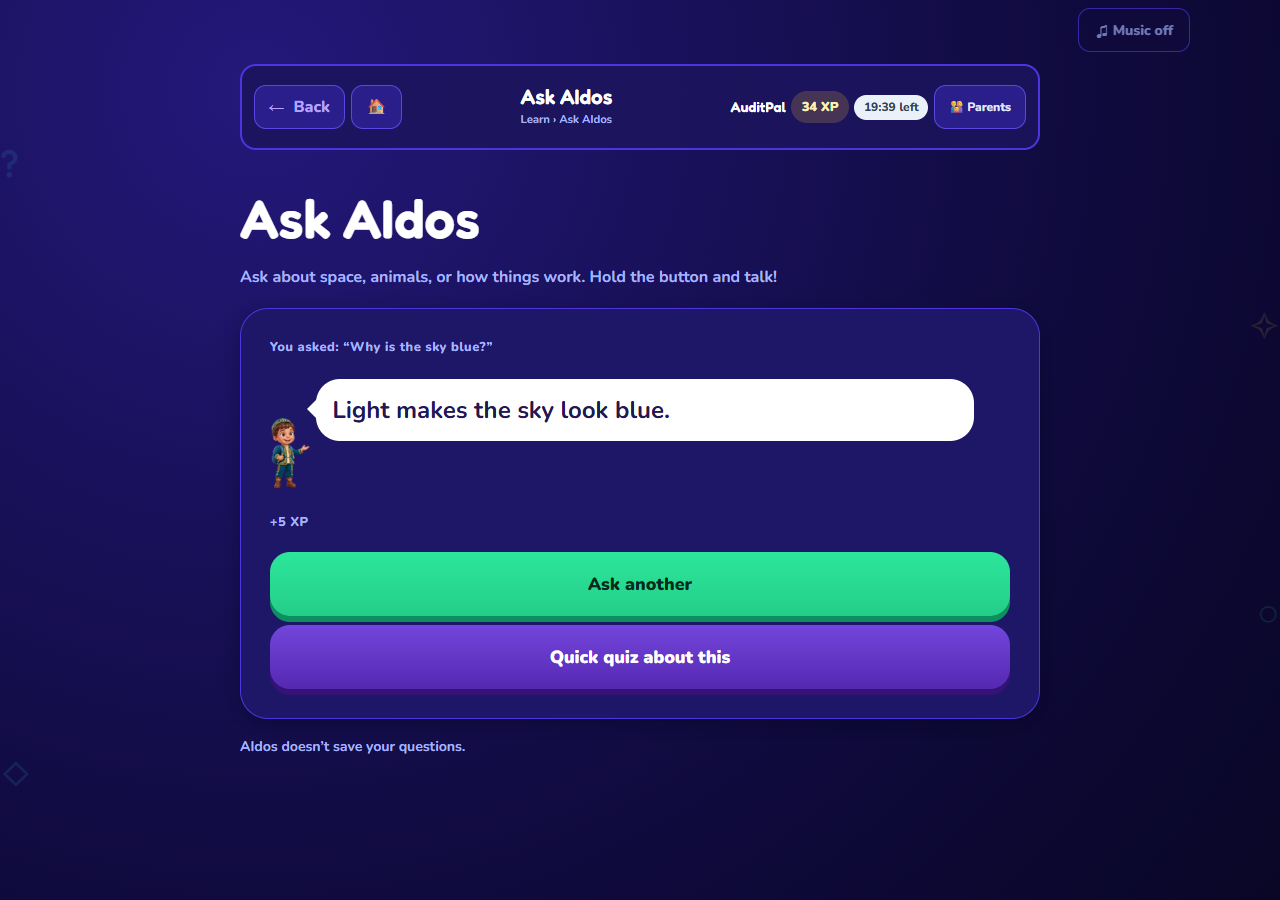 ♫ Music off
← Back
Ask Aldos
Learn › Ask Aldos
AuditPal
34 XP
19:39 left
Parents
Ask Aldos
Ask about space, animals, or how things work. Hold the button and talk!
You asked: “Why is the sky blue?”
Light makes the sky look blue.
+5 XP
Ask another
Quick quiz about this
Aldos doesn’t save your questions.
?